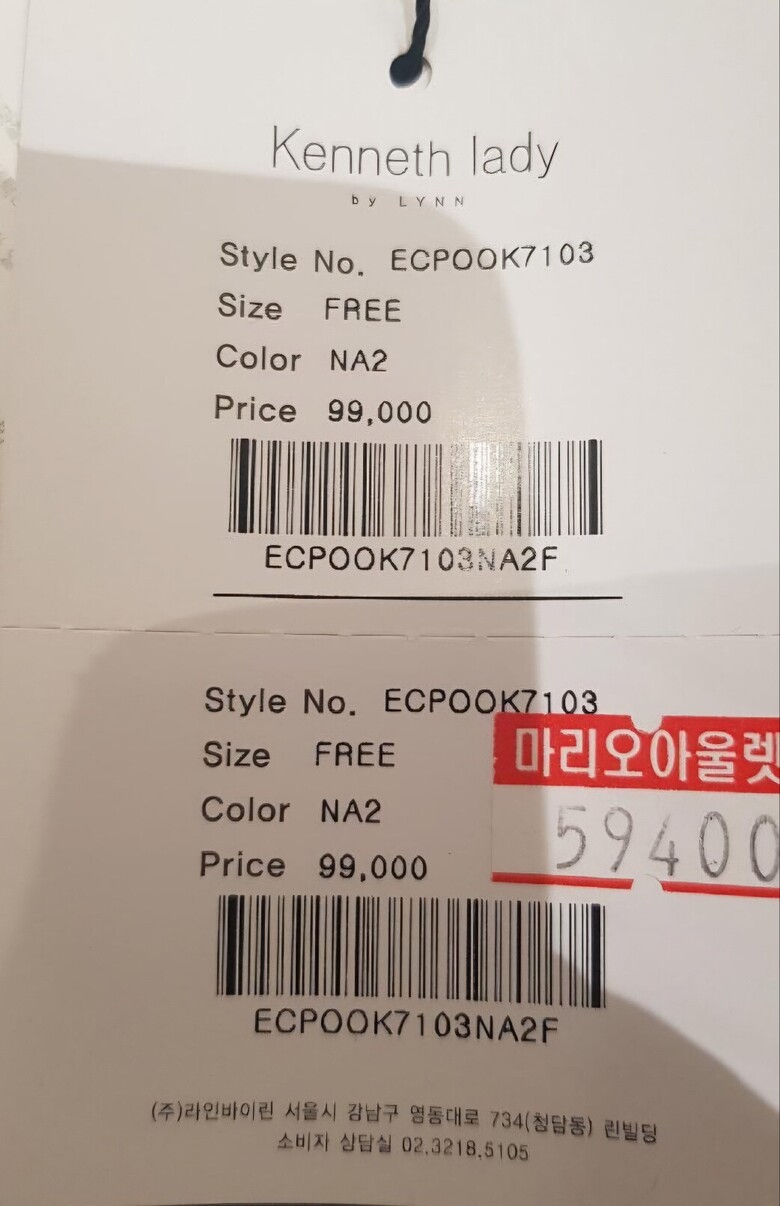 Kenneth lady
by LYNN
Style No. ECPOOK7103
Size FREE
Color NA2
Price 99,000
ECPOOK7103NA2F
Style No. ECPOOK7103
Size FREE
Color NA2
Price 99,000
마리오아울렛
59400
ECPOOK7103NA2F
(주)라인바이린 서울시 강남구 영동대로 734(청담동) 린빌딩
소비자 상담실 02.3218.5105